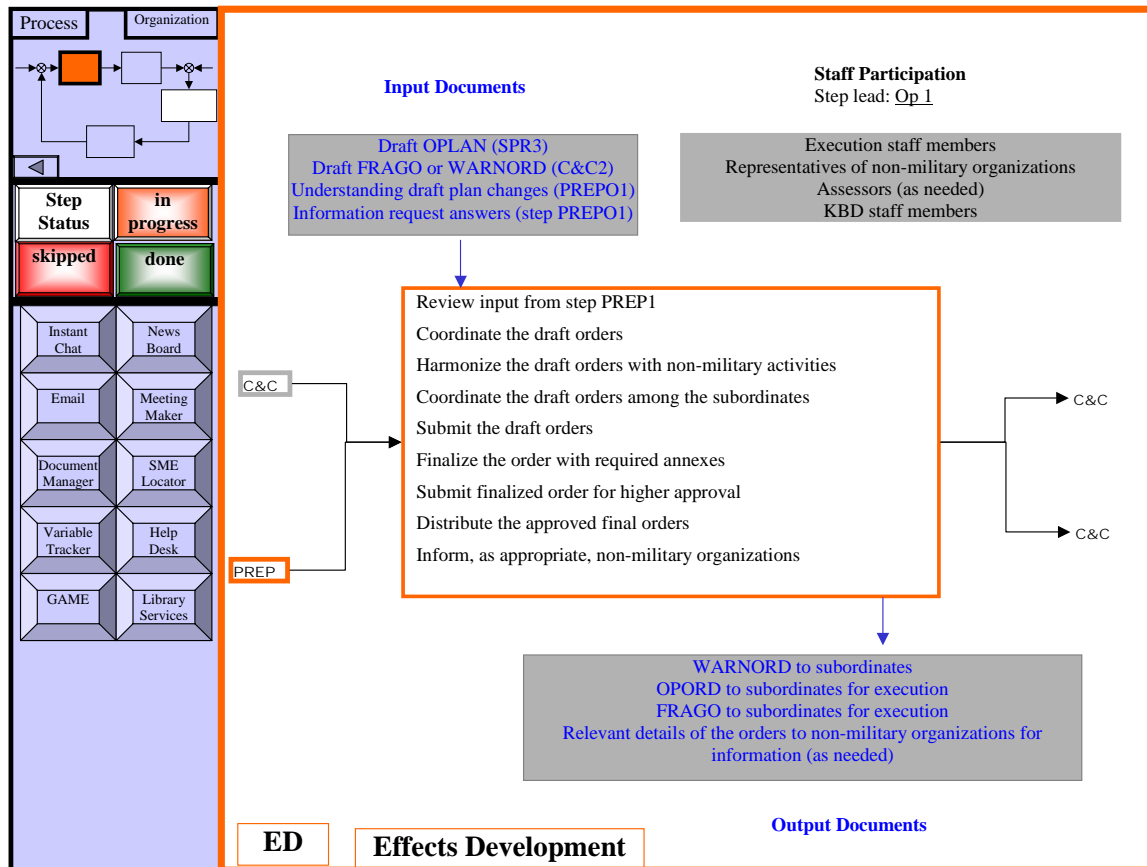 Process
Organization
Step
Status
in
progress
skipped
done
Instant
Chat
News
Board
Email
Meeting
Maker
Document
Manager
SME
Locator
Variable
Tracker
Help
Desk
GAME
Library
Services
Input Documents
Staff Participation
Step lead: Op 1
Draft OPLAN (SPR3)
Draft FRAGO or WARNORD (C&C2)
Understanding draft plan changes (PREPO1)
Information request answers (step PREPO1)
Execution staff members
Representatives of non-military organizations
Assessors (as needed)
KBD staff members
C&C
PREP
Review input from step PREP1
Coordinate the draft orders
Harmonize the draft orders with non-military activities
Coordinate the draft orders among the subordinates
Submit the draft orders
Finalize the order with required annexes
Submit finalized order for higher approval
Distribute the approved final orders
Inform, as appropriate, non-military organizations
C&C
C&C
WARNORD to subordinates
OPORD to subordinates for execution
FRAGO to subordinates for execution
Relevant details of the orders to non-military organizations for
information (as needed)
Output Documents
ED
Effects Development